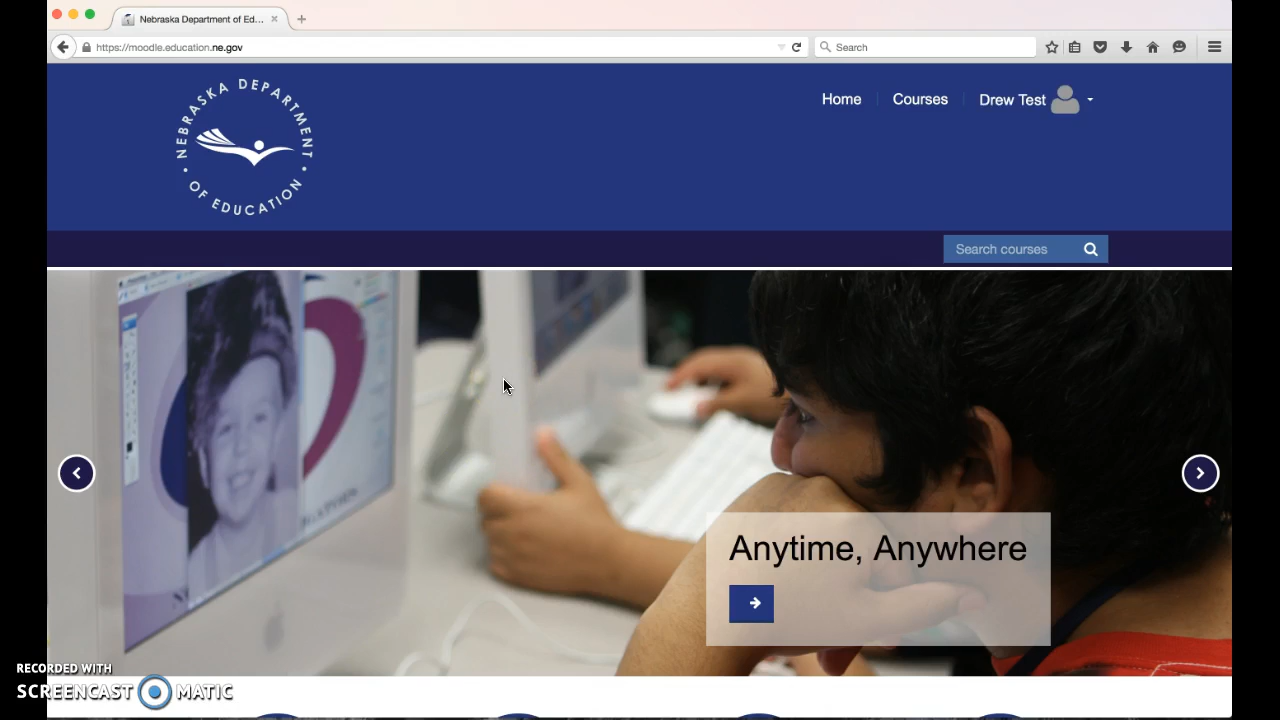 Nebraska Department of Ed...
https://moodle.education.ne.gov
Search
NEBRASKA DEPARTMENT OF EDUCATION
Home
Courses
Drew Test
Search courses
Anytime, Anywhere
RECORDED WITH
SCREENCAST MATIC